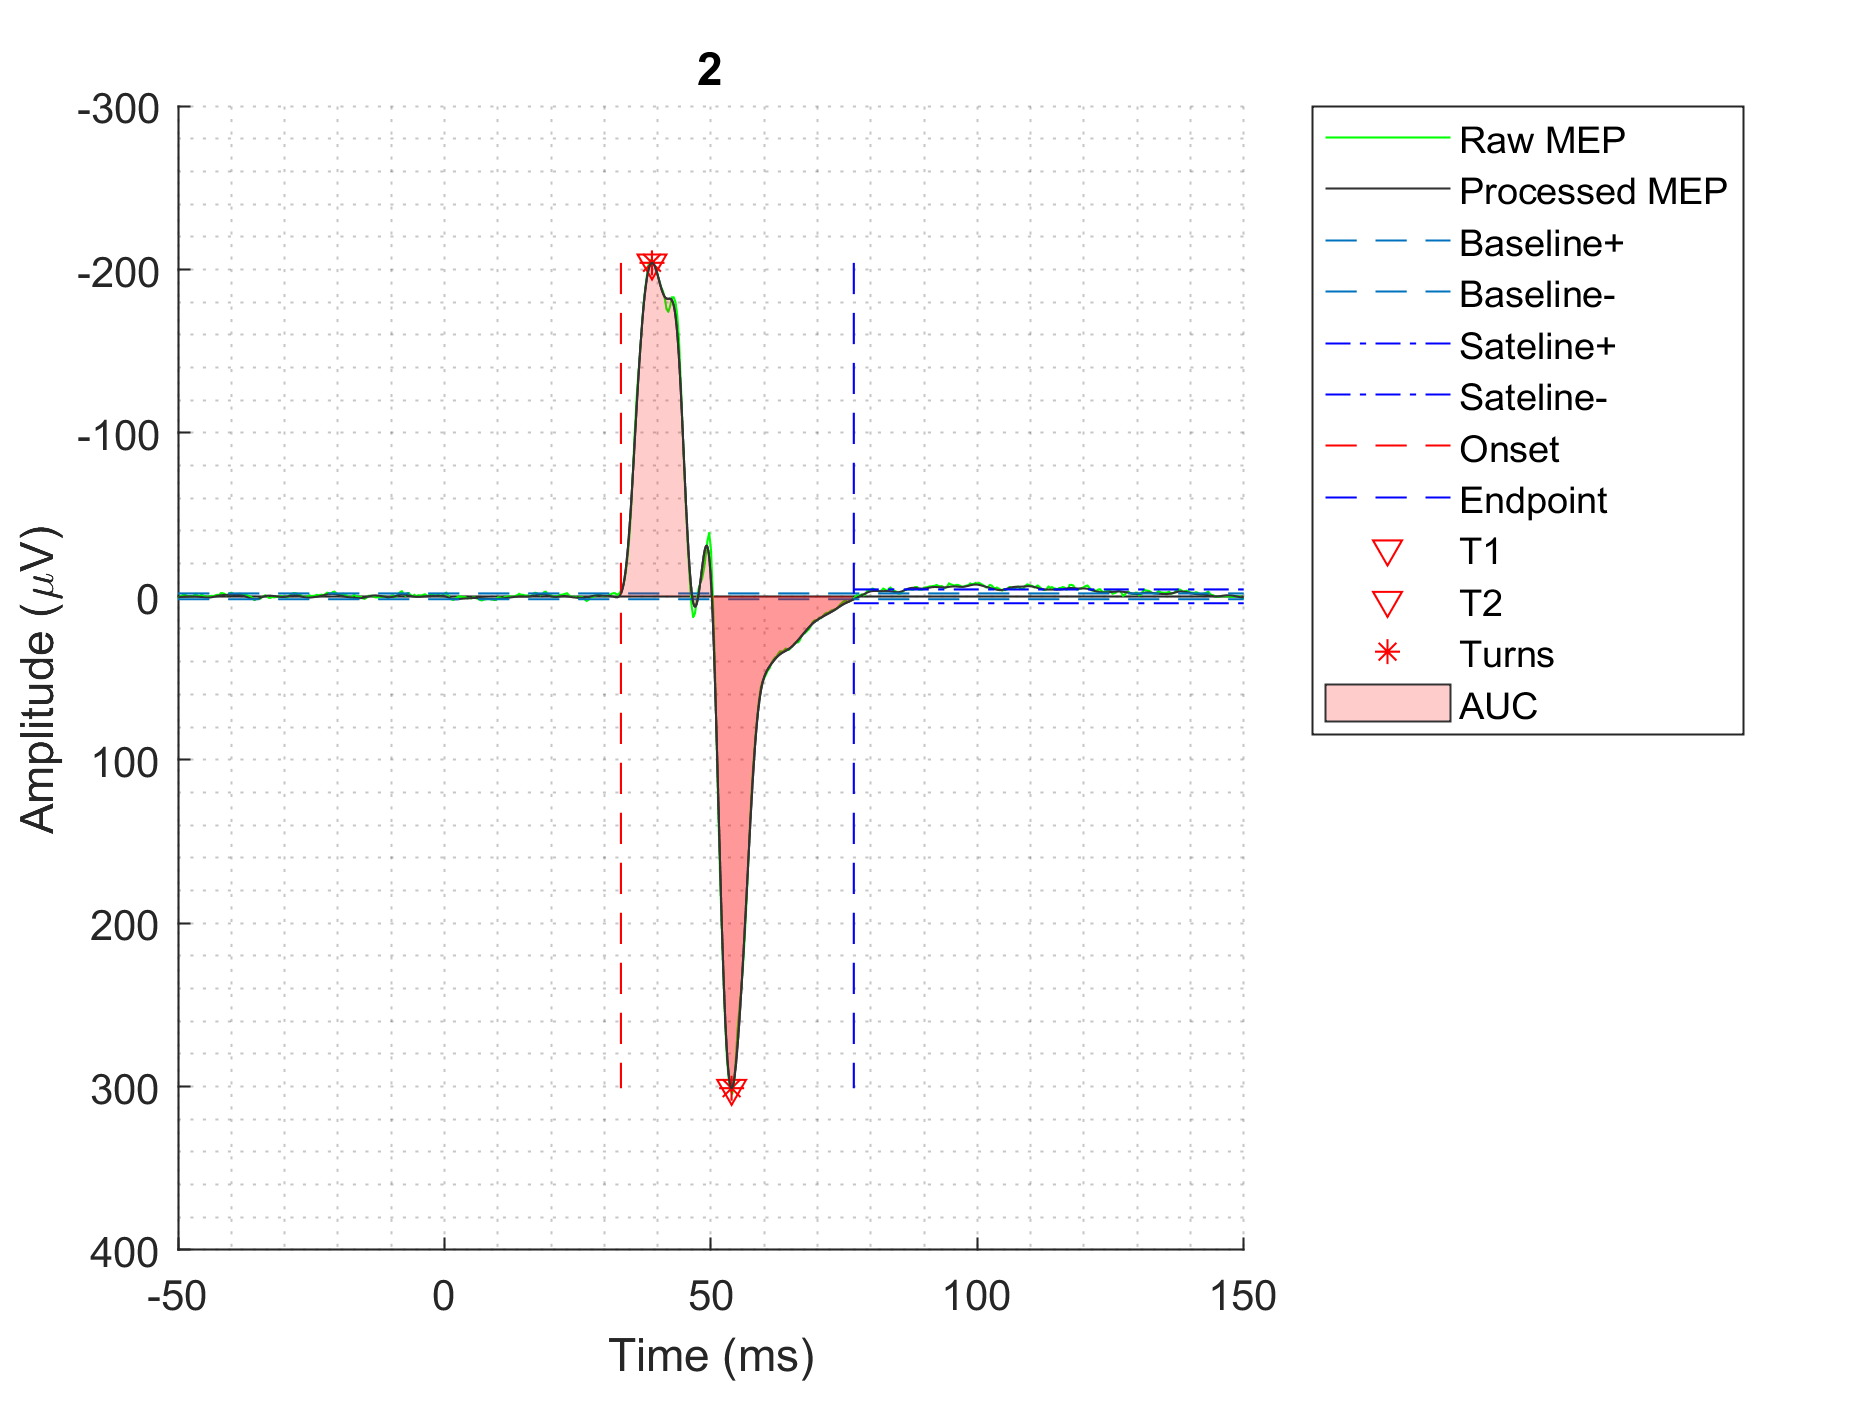 2
-300
-200
-100
0
100
200
300
400
-50 0 50 100 150
Time (ms)
Amplitude (μV)
Raw MEP
Processed MEP
Baseline+
Baseline-
Sateline+
Sateline-
Onset
Endpoint
T1
T2
Turns
AUC